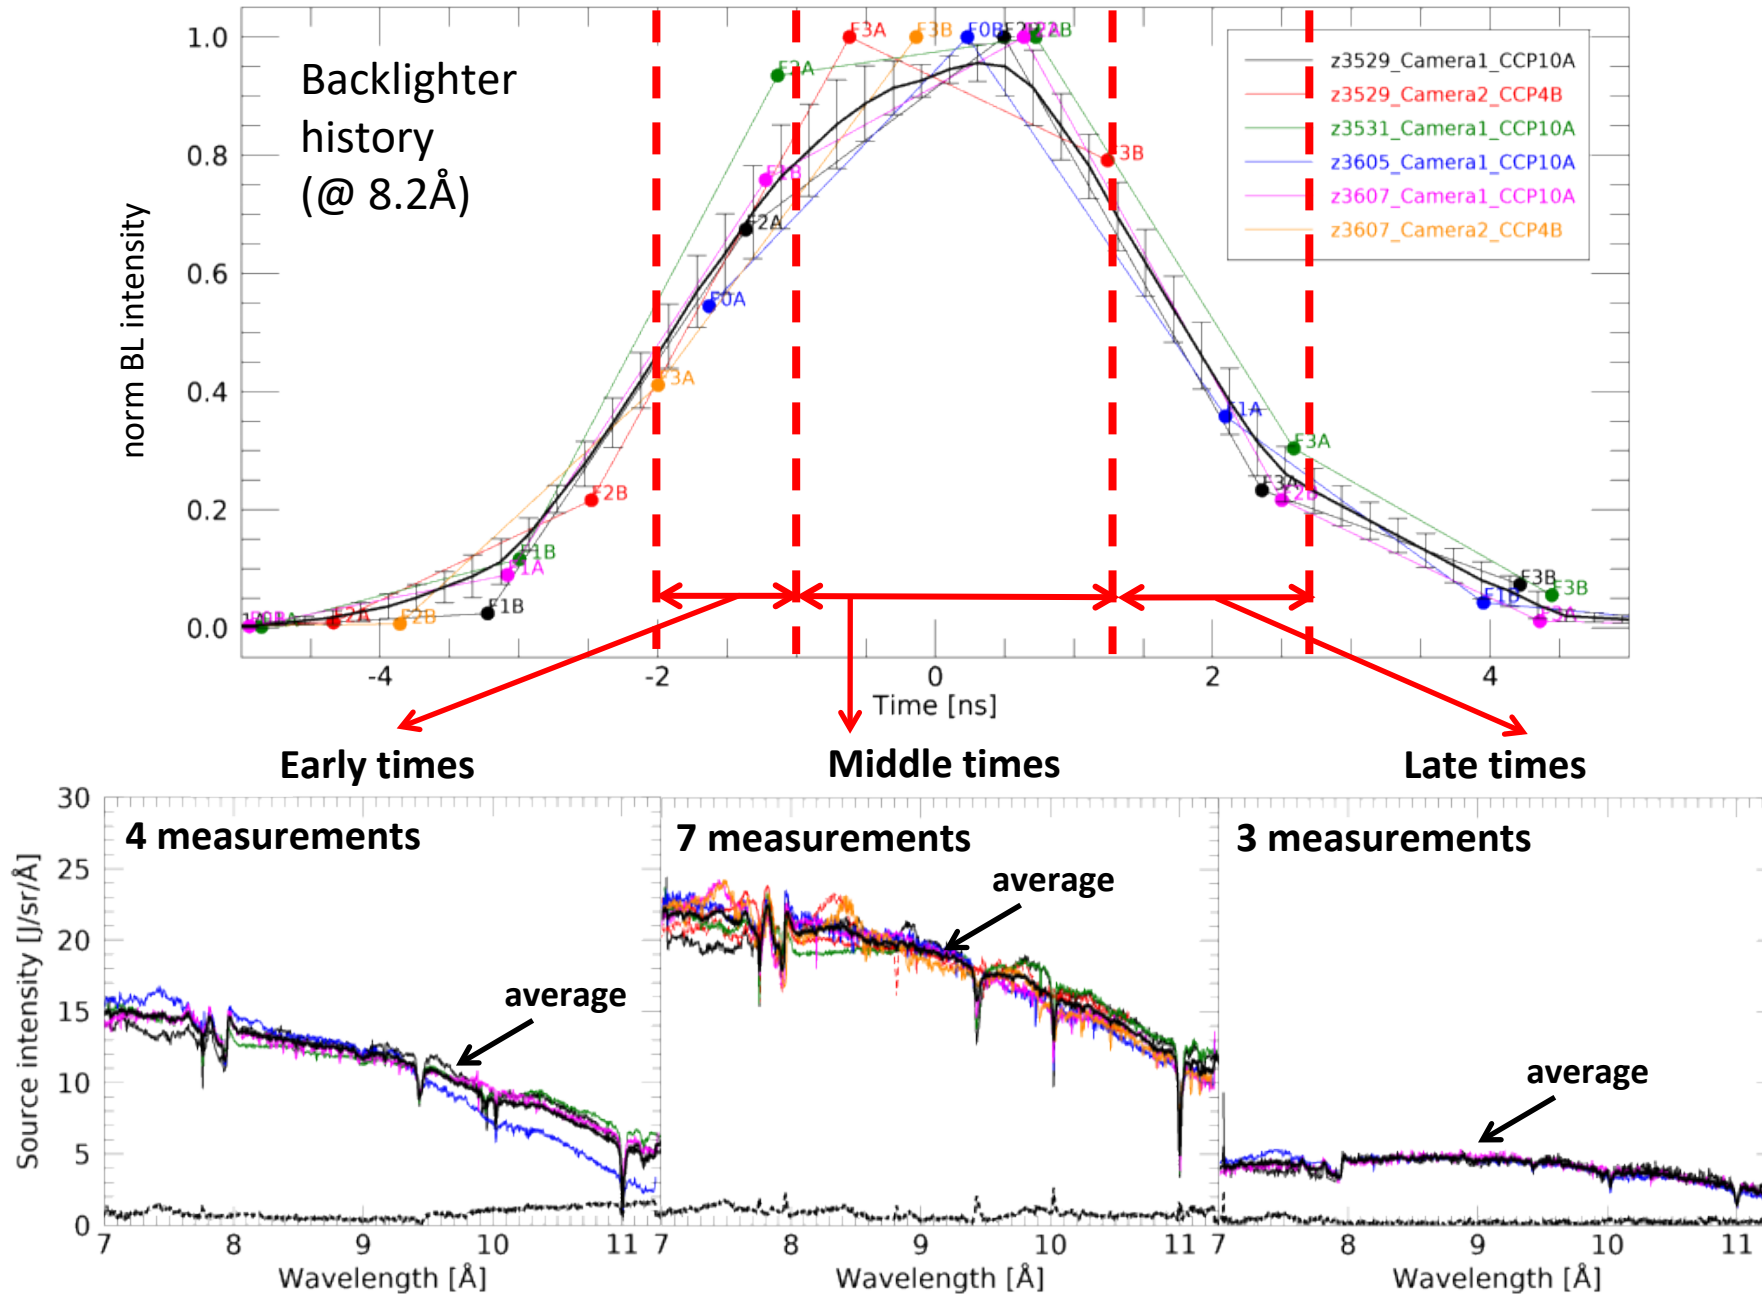 Backlighter
history
(@ 8.2Å)
norm BL intensity
1.0
0.8
0.6
0.4
0.2
0.0
F3A
F3B
F0B
F2B
F2B
F2A
F1B
F2A
F0A
F3A
F2B
F1B
F1A
F1B
F2A
F2B
F3B
F1A
F3A
F3A
F2B
F3B
F3B
F1B
F3A
z3529_Camera1_CCP10A
z3529_Camera2_CCP4B
z3531_Camera1_CCP10A
z3605_Camera1_CCP10A
z3607_Camera1_CCP10A
z3607_Camera2_CCP4B
-4 -2 0 2 4
Time [ns]
Early times
Middle times
Late times
Source intensity [J/sr/Å]
30
25
20
15
10
5
0
4 measurements
average
7 measurements
average
3 measurements
average
7 8 9 10 11
7 8 9 10 11
7 8 9 10 11
Wavelength [Å]
Wavelength [Å]
Wavelength [Å]